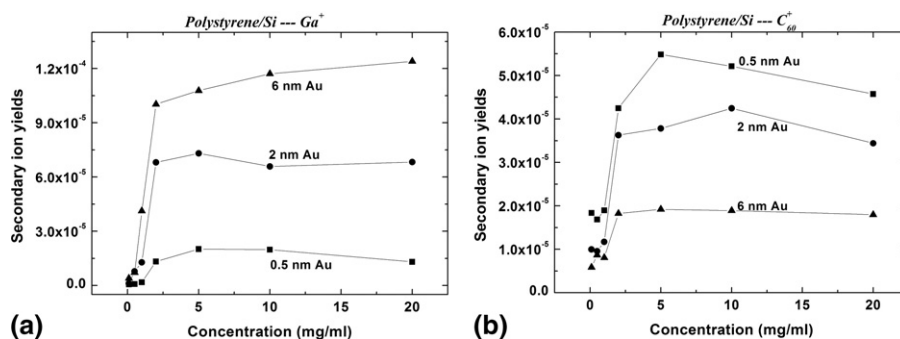 Polystyrene/Si --- Ga⁺
Secondary ion yields
1.2x10⁻⁴
9.0x10⁻⁵
6.0x10⁻⁵
3.0x10⁻⁵
0.0
6 nm Au
2 nm Au
0.5 nm Au
0 5 10 15 20
Concentration (mg/ml)
(a)
Polystyrene/Si --- C₆₀⁺
Secondary ion yields
6.0x10⁻⁵
5.0x10⁻⁵
4.0x10⁻⁵
3.0x10⁻⁵
2.0x10⁻⁵
1.0x10⁻⁵
0.0
0.5 nm Au
2 nm Au
6 nm Au
0 5 10 15 20
Concentration (mg/ml)
(b)